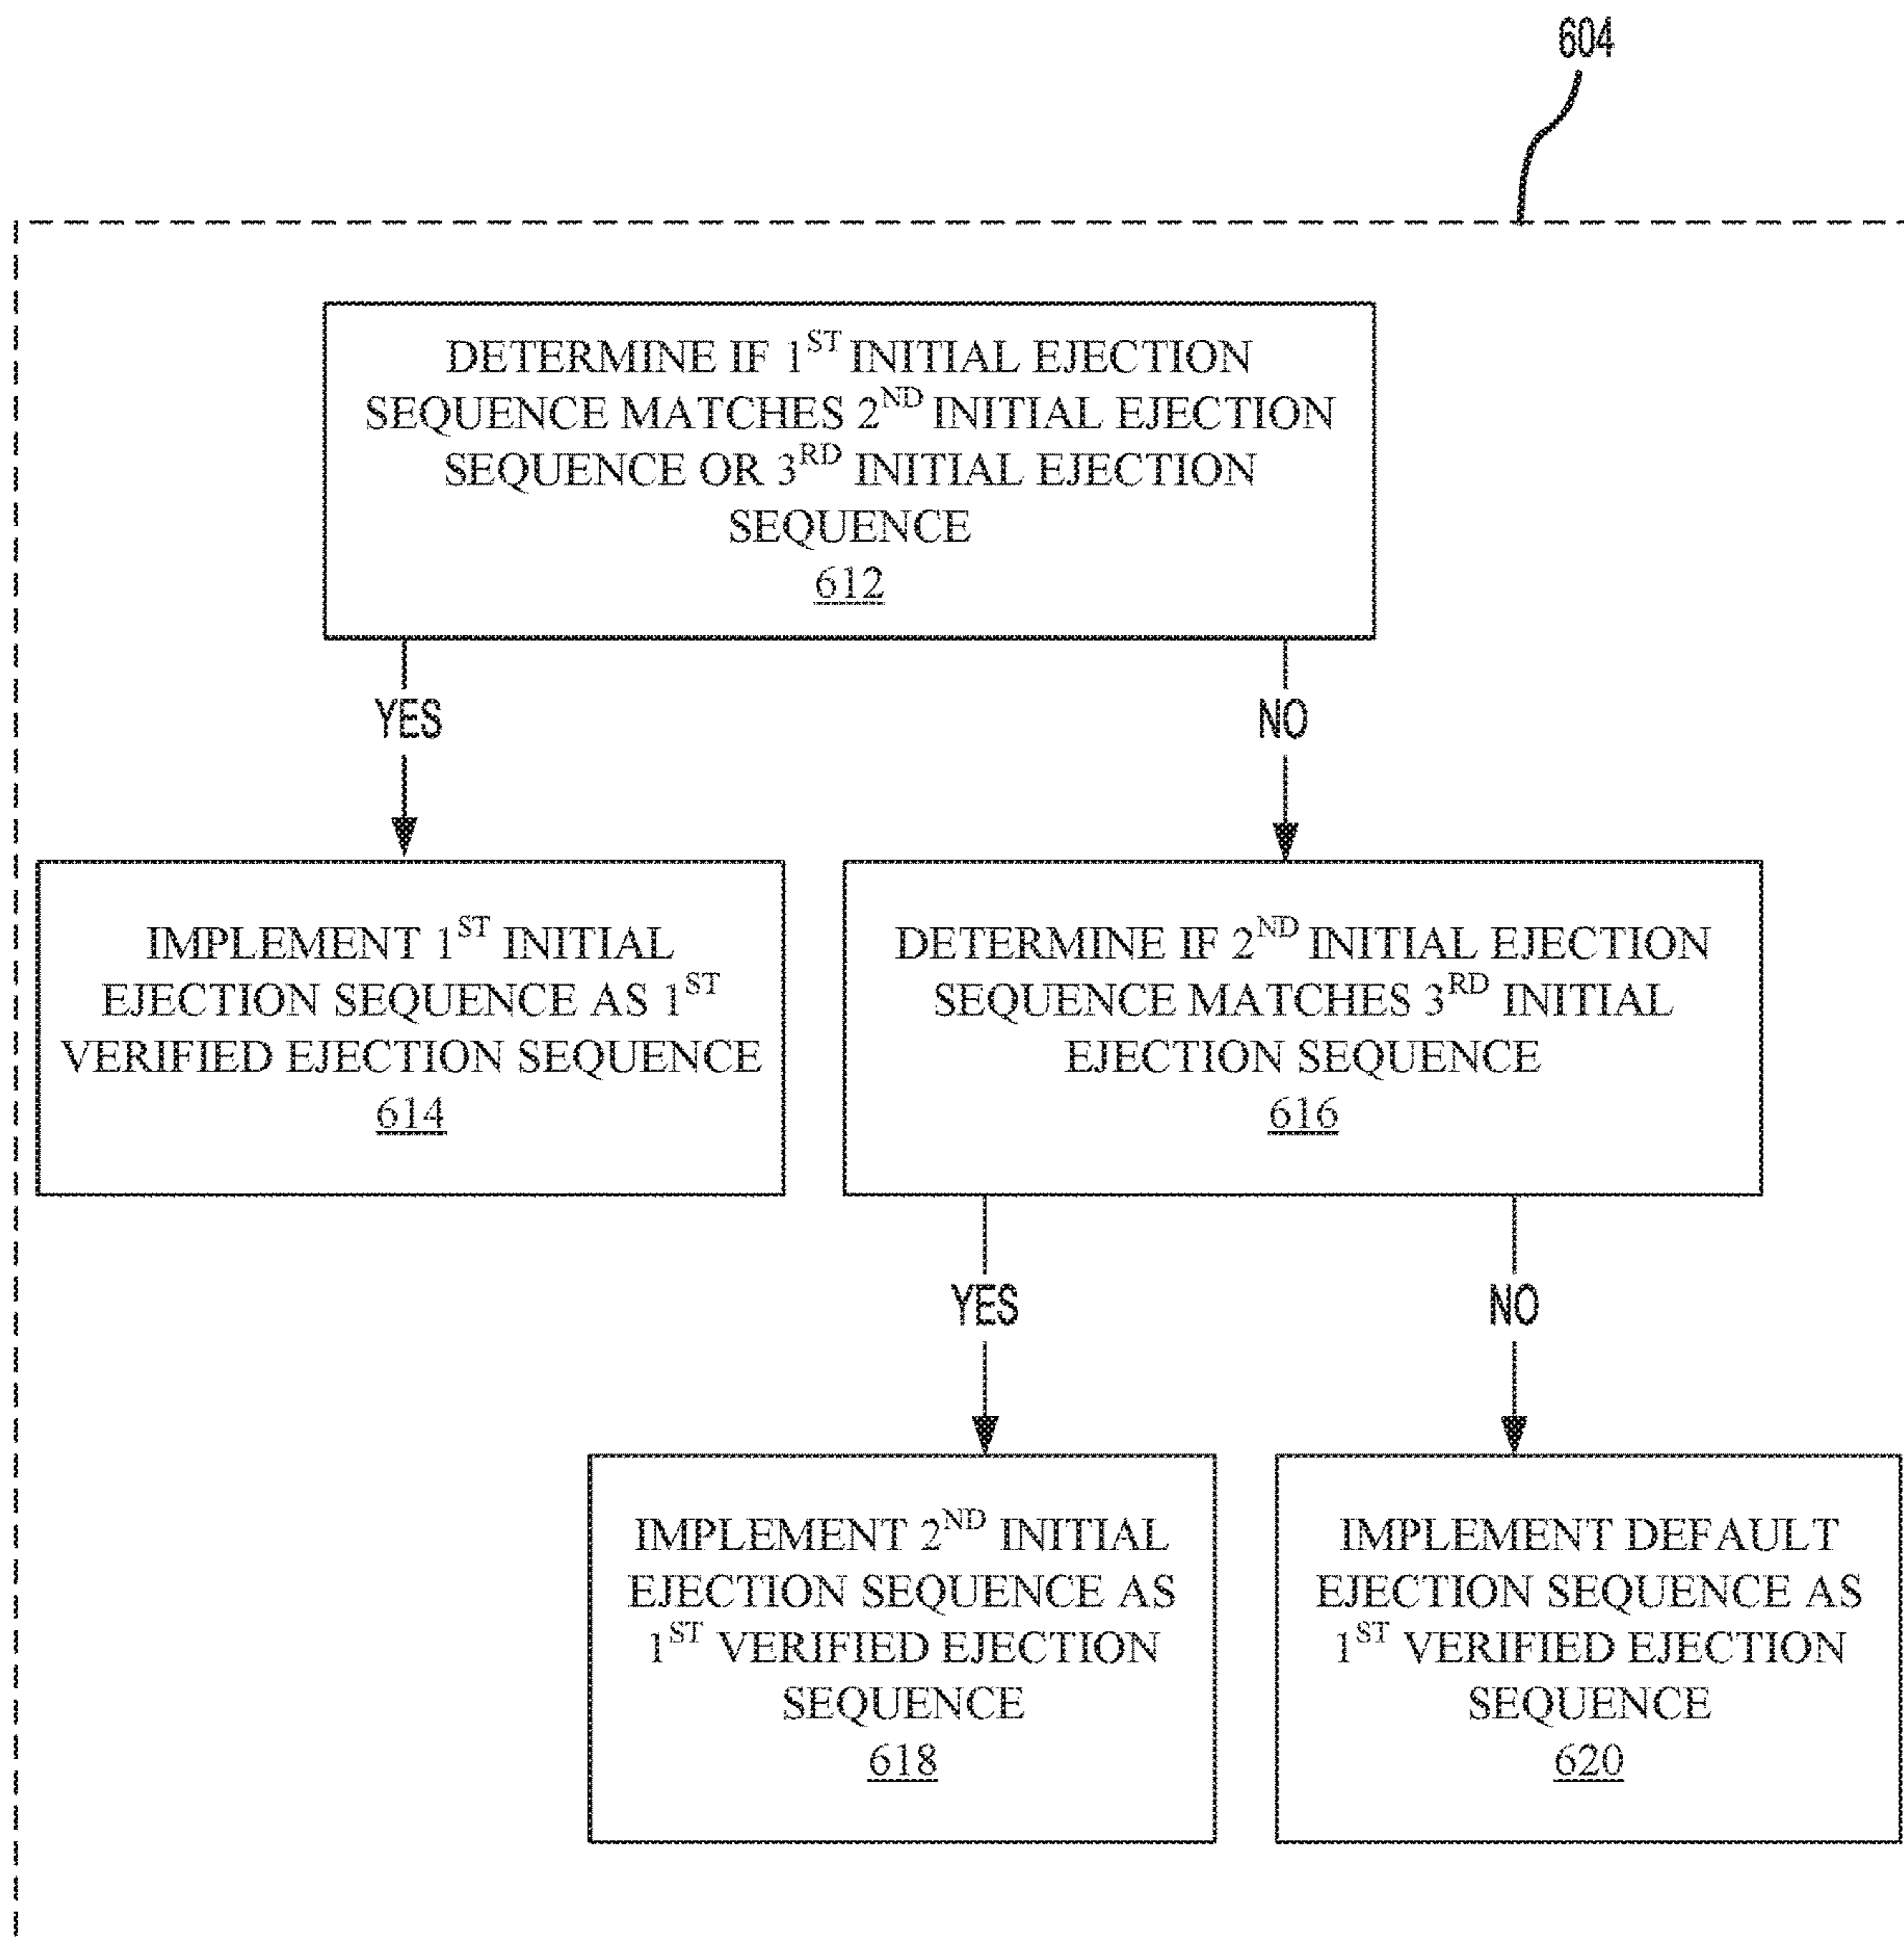 604
DETERMINE IF 1ST INITIAL EJECTION
SEQUENCE MATCHES 2ND INITIAL EJECTION
SEQUENCE OR 3RD INITIAL EJECTION
SEQUENCE
612
YES
NO
IMPLEMENT 1ST INITIAL
EJECTION SEQUENCE AS 1ST
VERIFIED EJECTION SEQUENCE
614
DETERMINE IF 2ND INITIAL EJECTION
SEQUENCE MATCHES 3RD INITIAL
EJECTION SEQUENCE
616
YES
NO
IMPLEMENT 2ND INITIAL
EJECTION SEQUENCE AS
1ST VERIFIED EJECTION
SEQUENCE
618
IMPLEMENT DEFAULT
EJECTION SEQUENCE AS
1ST VERIFIED EJECTION
SEQUENCE
620